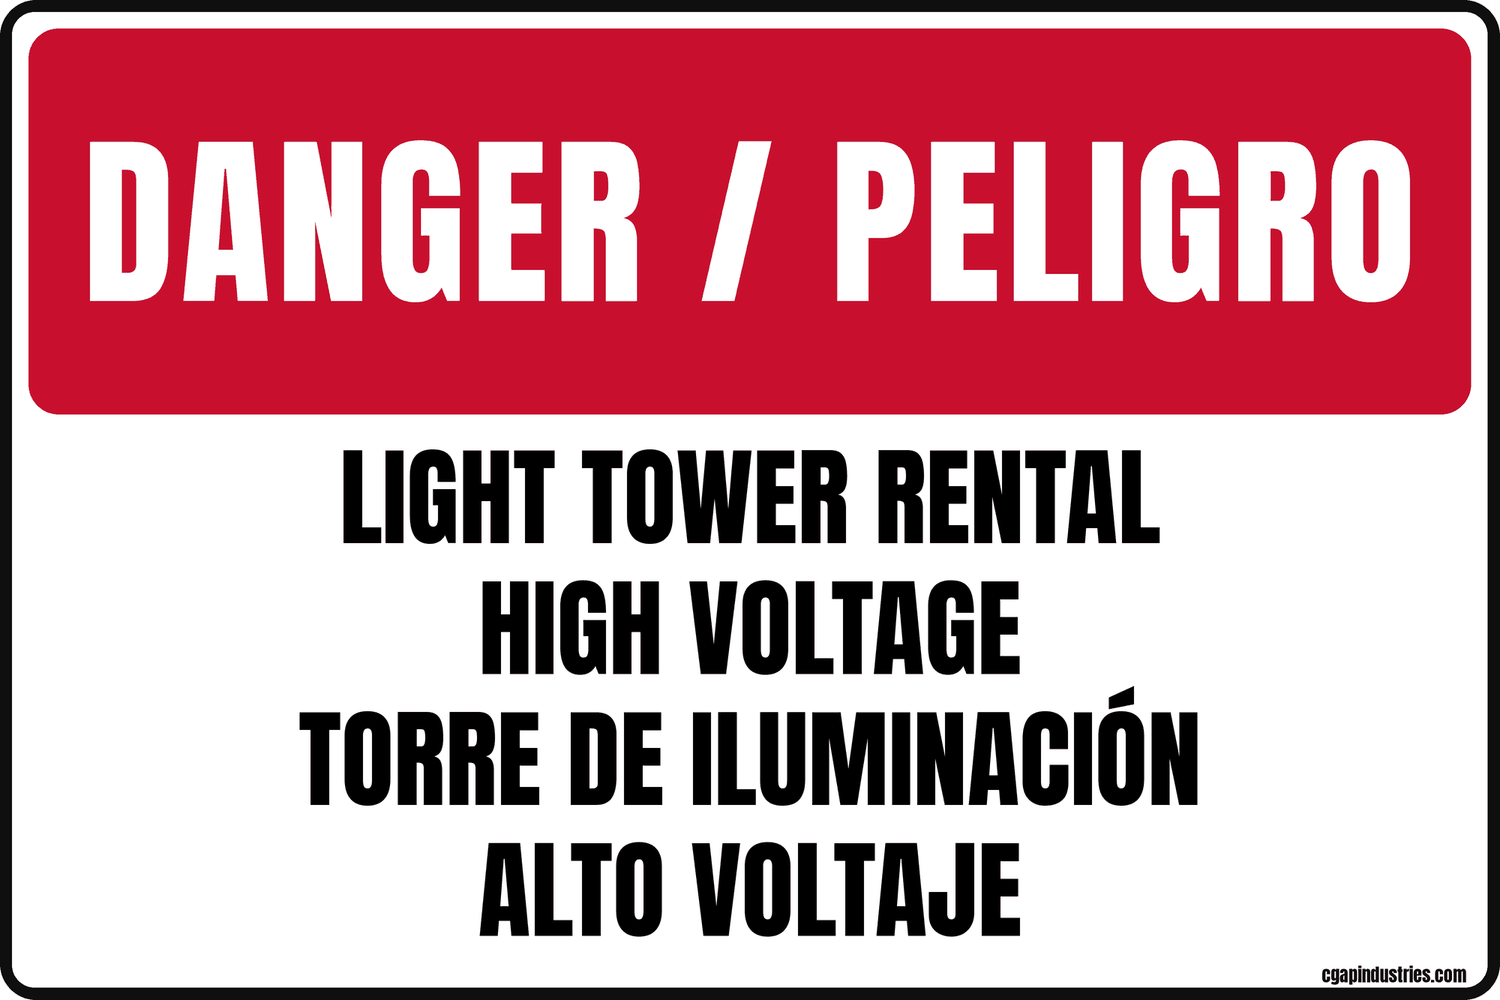 DANGER / PELIGRO
LIGHT TOWER RENTAL
HIGH VOLTAGE
TORRE DE ILUMINACIÓN
ALTO VOLTAJE
cgapindustries.com